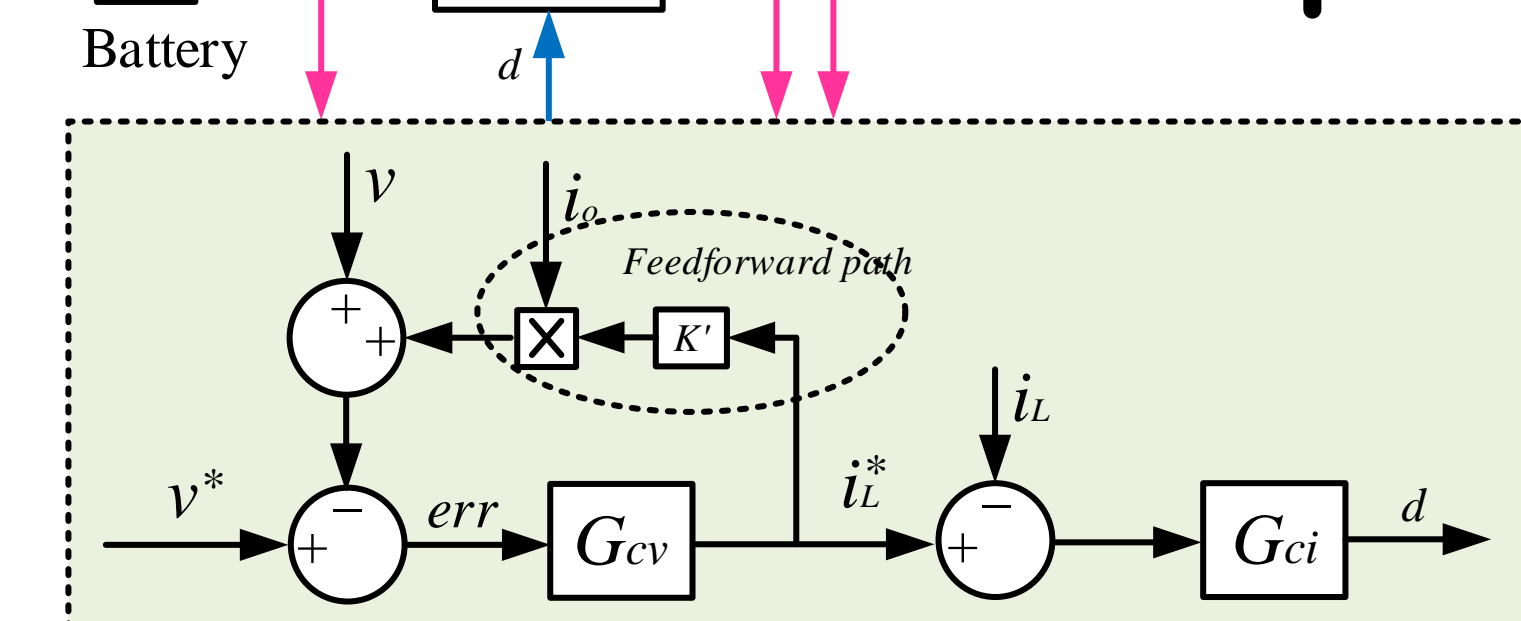 Battery
d
v
i_o
Feedforward path
+
+
K'
i_L
v*
−
+
err
G_cv
i_L^*
−
+
G_ci
d